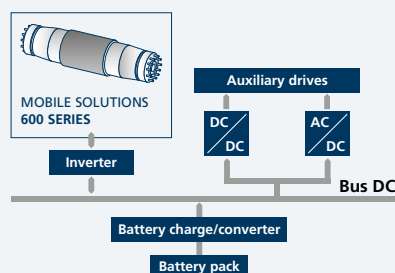 MOBILE SOLUTIONS
600 SERIES
Auxiliary drives
DC
DC
AC
DC
Inverter
Bus DC
Battery charge/converter
Battery pack